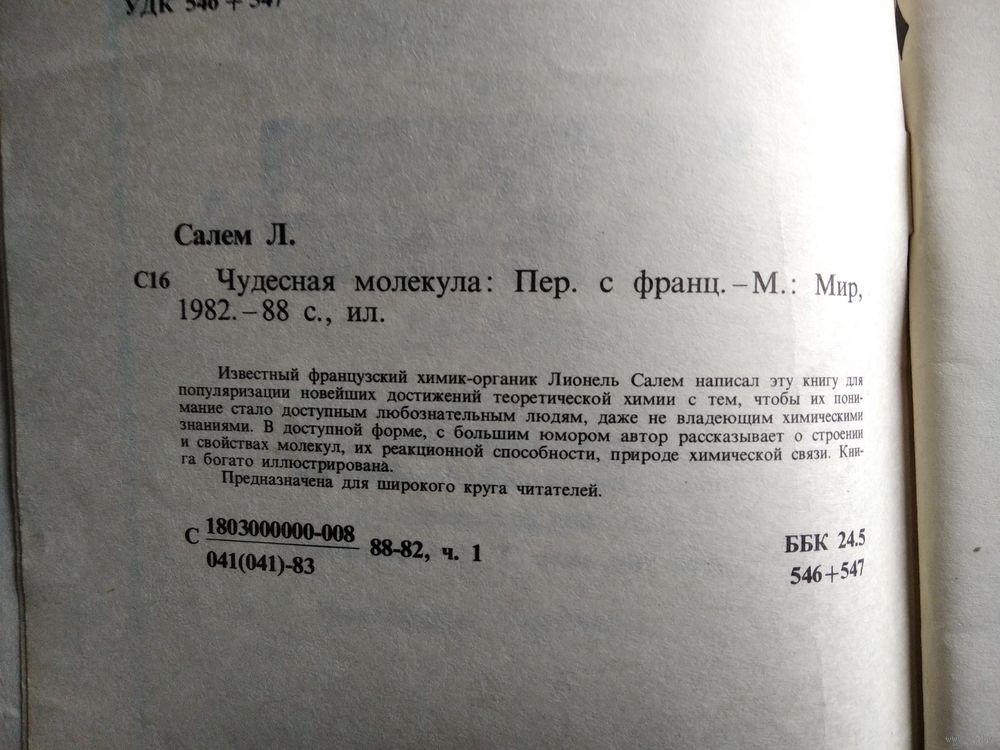 УДК 546 + 547
Салем Л.
С16 Чудесная молекула: Пер. с франц. – М.: Мир,
1982. – 88 с., ил.
Известный французский химик-органик Лионель Салем написал эту книгу для
популяризации новейших достижений теоретической химии с тем, чтобы их пони-
мание стало доступным любознательным людям, даже не владеющим химическими
знаниями. В доступной форме, с большим юмором автор рассказывает о строении
и свойствах молекул, их реакционной способности, природе химической связи. Кни-
га богато иллюстрирована.
Предназначена для широкого круга читателей.
С 1803000000-008 88-82, ч. 1
041(041)-83
ББК 24.5
546+547